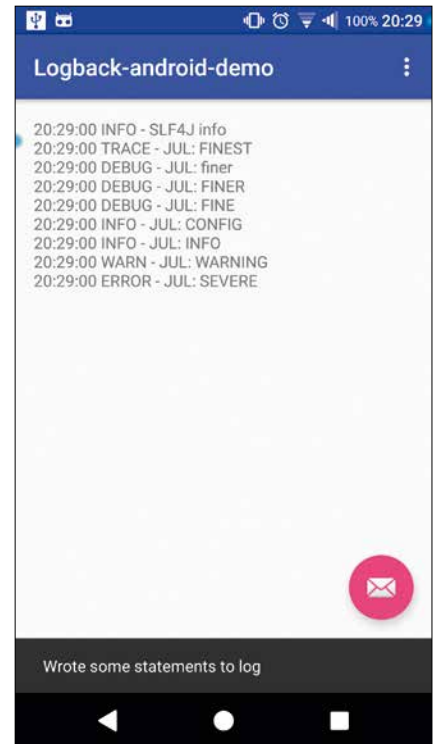 100% 20:29
Logback-android-demo
20:29:00 INFO - SLF4J info
20:29:00 TRACE - JUL: FINEST
20:29:00 DEBUG - JUL: finer
20:29:00 DEBUG - JUL: FINER
20:29:00 DEBUG - JUL: FINE
20:29:00 INFO - JUL: CONFIG
20:29:00 INFO - JUL: INFO
20:29:00 WARN - JUL: WARNING
20:29:00 ERROR - JUL: SEVERE
Wrote some statements to log